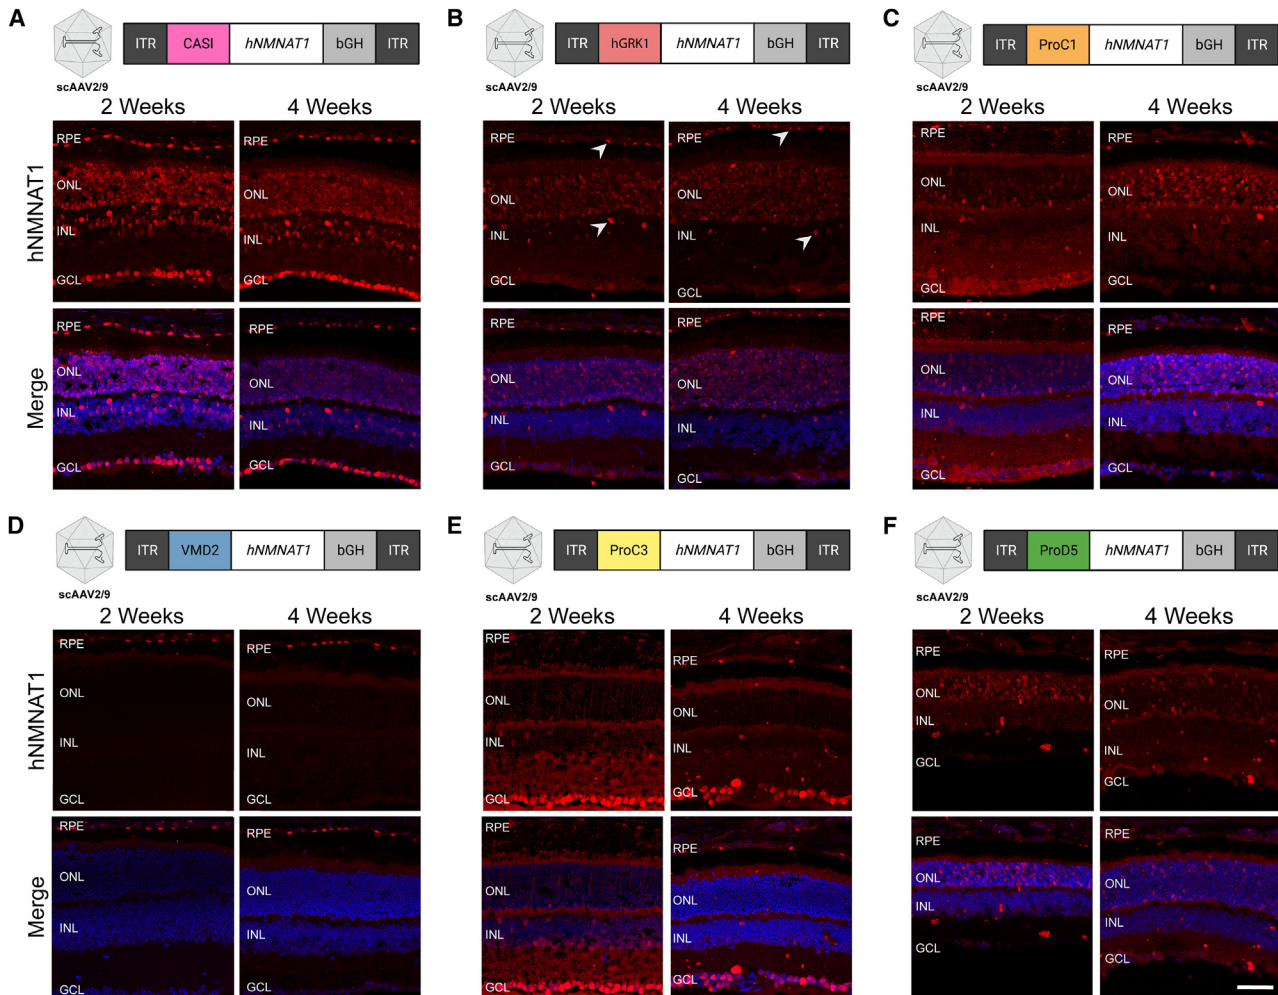 A
ITR CASI hNMNAT1 bGH ITR
scAAV2/9
2 Weeks 4 Weeks
hNMNAT1
RPE
ONL
INL
GCL
RPE
ONL
INL
GCL
Merge
RPE
ONL
INL
GCL
RPE
ONL
INL
GCL
B
ITR hGRK1 hNMNAT1 bGH ITR
scAAV2/9
2 Weeks 4 Weeks
RPE
ONL
INL
GCL
RPE
ONL
INL
GCL
RPE
ONL
INL
GCL
RPE
ONL
INL
GCL
C
ITR ProC1 hNMNAT1 bGH ITR
scAAV2/9
2 Weeks 4 Weeks
RPE
ONL
INL
GCL
RPE
ONL
INL
GCL
RPE
ONL
INL
GCL
RPE
ONL
INL
GCL
D
ITR VMD2 hNMNAT1 bGH ITR
scAAV2/9
2 Weeks 4 Weeks
hNMNAT1
RPE
ONL
INL
GCL
RPE
ONL
INL
GCL
Merge
RPE
ONL
INL
GCL
RPE
ONL
INL
GCL
E
ITR ProC3 hNMNAT1 bGH ITR
scAAV2/9
2 Weeks 4 Weeks
RPE
ONL
INL
GCL
RPE
ONL
INL
GCL
RPE
ONL
INL
GCL
RPE
ONL
INL
GCL
F
ITR ProD5 hNMNAT1 bGH ITR
scAAV2/9
2 Weeks 4 Weeks
RPE
ONL
INL
GCL
RPE
ONL
INL
GCL
RPE
ONL
INL
GCL
RPE
ONL
INL
GCL